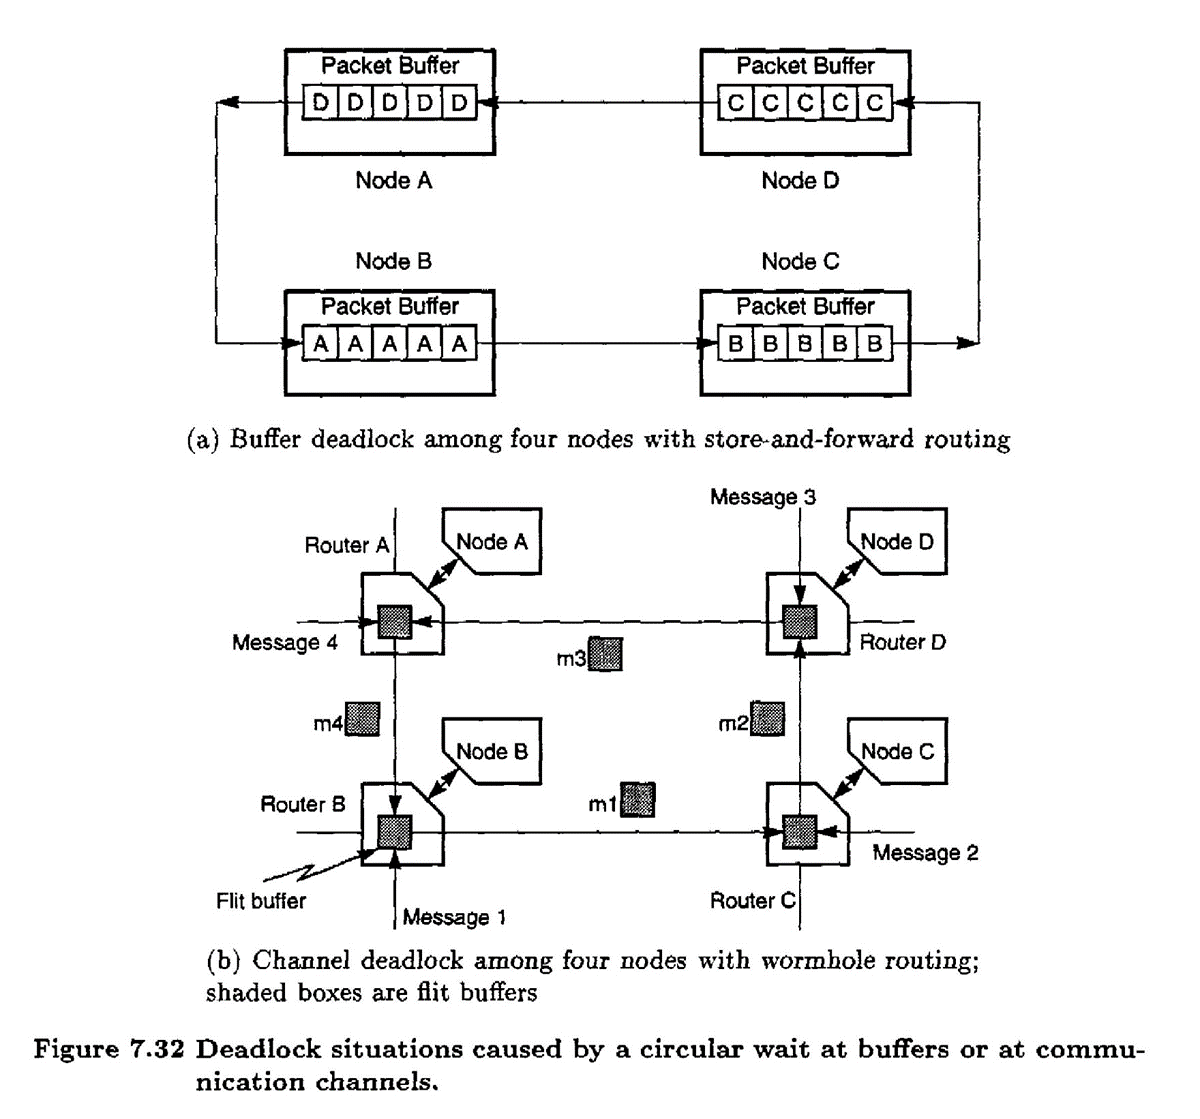 Packet Buffer
D D D D D
Node A
Packet Buffer
C C C C C
Node D
Node B
Packet Buffer
A A A A A
Node C
Packet Buffer
B B B B B
(a) Buffer deadlock among four nodes with store-and-forward routing
Message 3
Router A
Node A
Node D
Message 4
Router D
m3
m4
m2
Node B
Node C
Router B
m1
Message 2
Flit buffer
Router C
Message 1
(b) Channel deadlock among four nodes with wormhole routing;
shaded boxes are flit buffers
Figure 7.32 Deadlock situations caused by a circular wait at buffers or at commu-
nication channels.